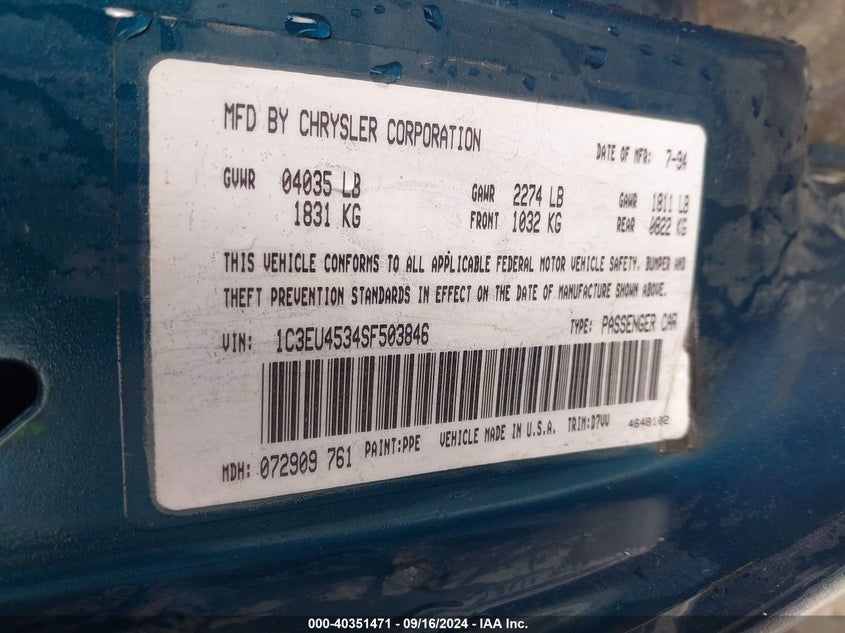 MFD BY CHRYSLER CORPORATION DATE OF MFR: 7-94
GVWR 04035 LB GAWR 2274 LB GAWR 1811 LB
1831 KG FRONT 1032 KG REAR 0822 KG
THIS VEHICLE CONFORMS TO ALL APPLICABLE FEDERAL MOTOR VEHICLE SAFETY, BUMPER AND
THEFT PREVENTION STANDARDS IN EFFECT ON THE DATE OF MANUFACTURE SHOWN ABOVE.
VIN: 1C3EU4534SF503846 TYPE: PASSENGER CAR
MDH: 072909 761 PAINT:PPE VEHICLE MADE IN U.S.A. TRIM:D7VV 4648102
000-40351471 - 09/16/2024 - IAA Inc.